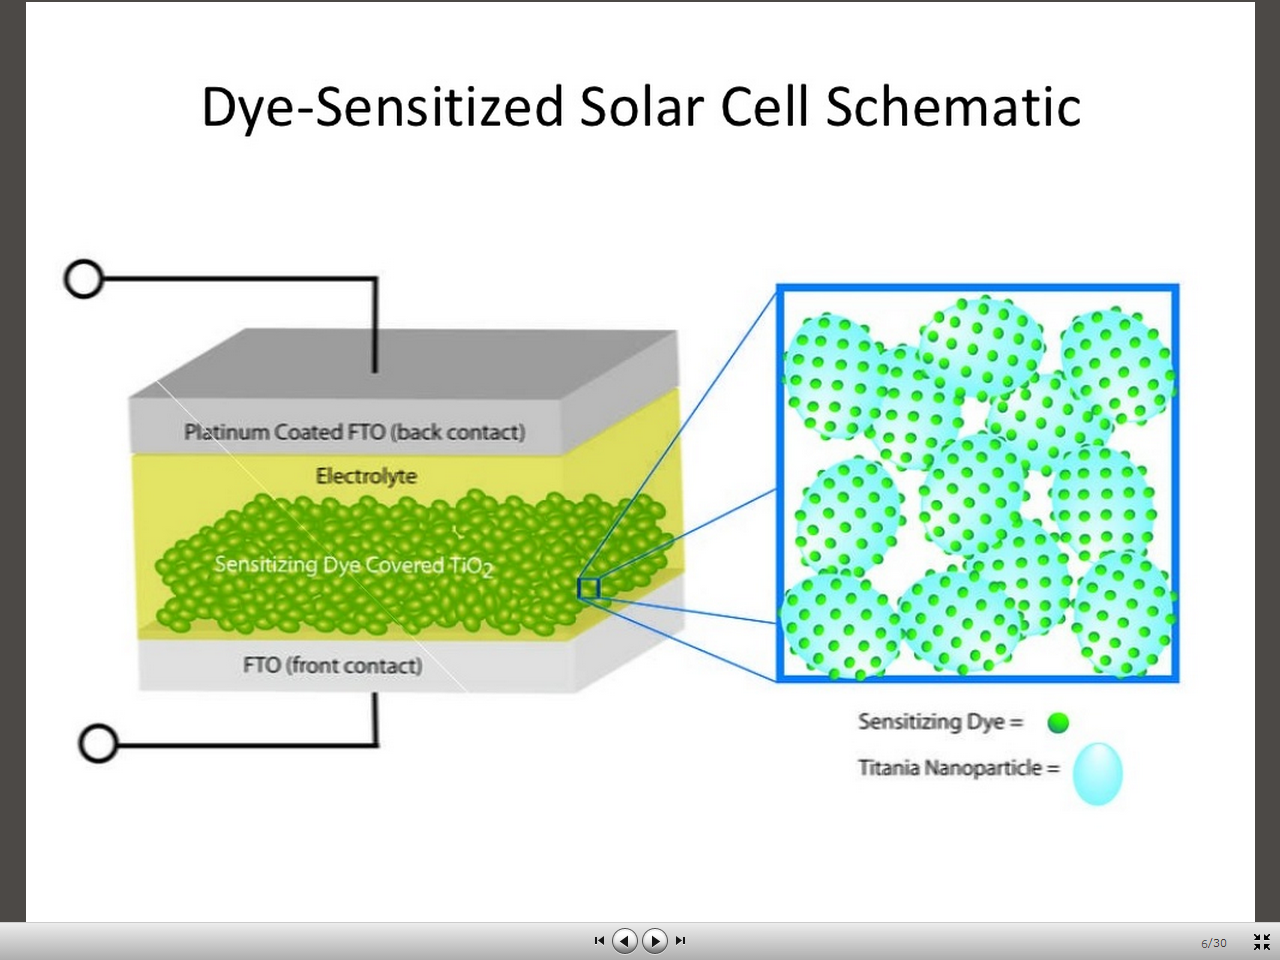 Dye-Sensitized Solar Cell Schematic
Platinum Coated FTO (back contact)
Electrolyte
Sensitizing Dye Covered TiO2
FTO (front contact)
Sensitizing Dye =
Titania Nanoparticle =
6/30